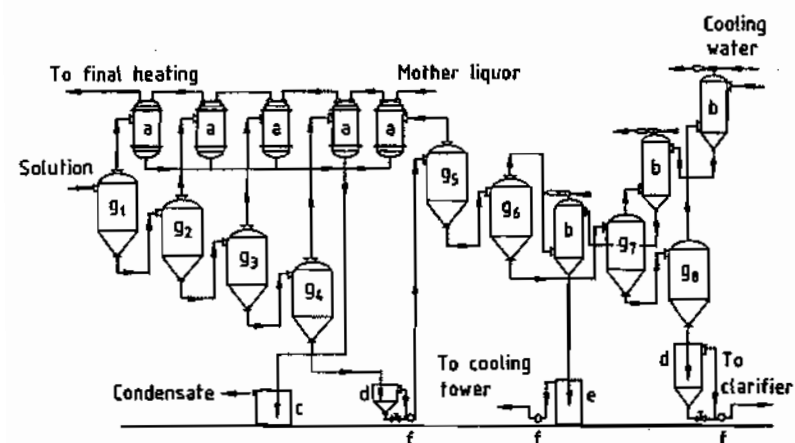 Cooling
water
To final heating
Mother liquor
b
a
a
a
a
a
Solution
g1
g2
g3
g4
g5
g6
b
g7
b
g8
d
To
clarifier
Condensate
c
d
To cooling
tower
e
f
f
f